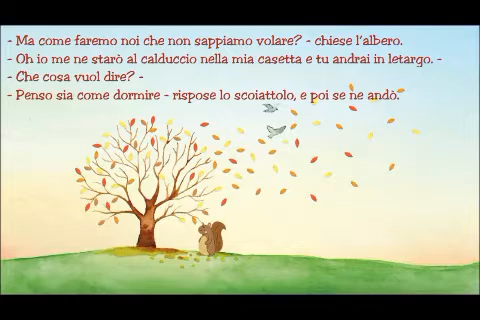 - Ma come faremo noi che non sappiamo volare? - chiese l'albero.
- Oh io me ne starò al calduccio nella mia casetta e tu andrai in letargo. -
- Che cosa vuol dire? -
- Penso sia come dormire - rispose lo scoiattolo, e poi se ne andò.